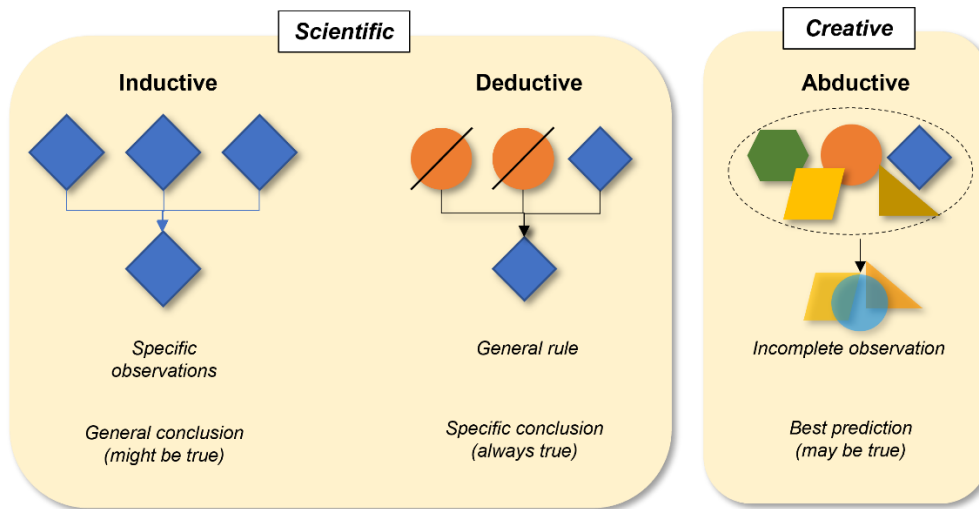 Scientific
Inductive
Deductive
Specific
observations
General rule
General conclusion
(might be true)
Specific conclusion
(always true)
Creative
Abductive
Incomplete observation
Best prediction
(may be true)